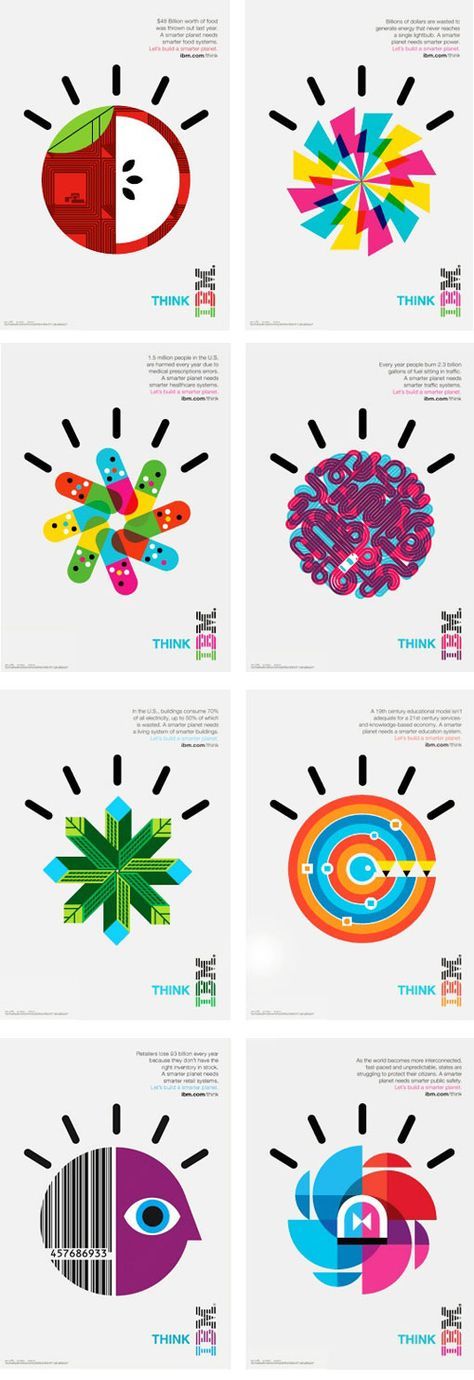 $48 Billion worth of food
was thrown out last year.
A smarter planet needs
smarter food systems.
Let's build a smarter planet.
ibm.com/think
THINK IBM.
Billions of dollars are wasted to
generate energy that never reaches
a single lightbulb. A smarter
planet needs smarter power.
Let's build a smarter planet.
ibm.com/think
THINK IBM.
1.5 million people in the U.S.
are harmed every year due to
medical prescriptions errors.
A smarter planet needs
smarter healthcare systems.
Let's build a smarter planet.
ibm.com/think
THINK IBM.
Every year people burn 2.3 billion
gallons of fuel sitting in traffic.
A smarter planet needs
smarter traffic systems.
Let's build a smarter planet.
ibm.com/think
THINK IBM.
In the U.S., buildings consume 70%
of all electricity, up to 50% of which
is wasted. A smarter planet needs
a living system of smarter buildings.
Let's build a smarter planet.
ibm.com/think
THINK IBM.
A 19th century educational model isn't
adequate for a 21st century services-
and-knowledge-based economy. A smarter
planet needs a smarter education system.
Let's build a smarter planet.
ibm.com/think
THINK IBM.
Retailers lose 93 billion every year
because they don't have the
right inventory in stock.
A smarter planet needs
smarter retail systems.
Let's build a smarter planet.
ibm.com/think
457686933
THINK IBM.
As the world becomes more interconnected,
fast-paced and unpredictable, states are
struggling to protect their citizens. A smarter
planet needs smarter public safety.
Let's build a smarter planet.
ibm.com/think
THINK IBM.